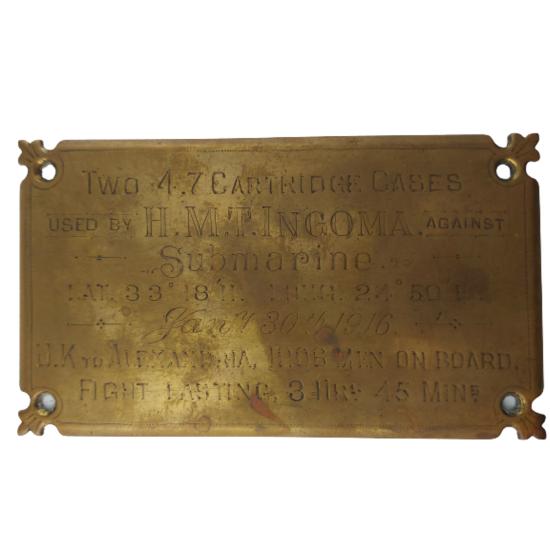 TWO 4.7 CARTRIDGE CASES
USED BY H.M.T. INGOMA. AGAINST
Submarine.
LAT. 33° 18' N. LONG. 24° 50' E.
Jany 30th 1916.
U.K TO ALEXANDRIA, 1906 MEN ON BOARD.
FIGHT LASTING, 3 HRS 45 MINS